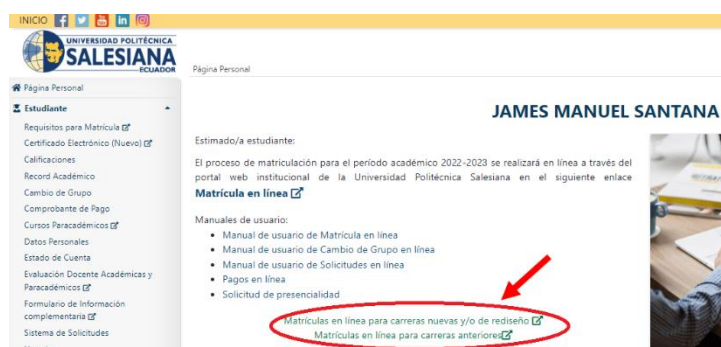 INICIO
UNIVERSIDAD POLITÉCNICA
SALESIANA
ECUADOR
Página Personal
Página Personal
Estudiante
Requisitos para Matrícula
Certificado Electrónico (Nuevo)
Calificaciones
Record Académico
Cambio de Grupo
Comprobante de Pago
Cursos Paracadémicos
Datos Personales
Estado de Cuenta
Evaluación Docente Académicas y
Paracadémicos
Formulario de Información
complementaria
Sistema de Solicitudes
JAMES MANUEL SANTANA
Estimado/a estudiante:
El proceso de matriculación para el período académico 2022-2023 se realizará en línea a través del
portal web institucional de la Universidad Politécnica Salesiana en el siguiente enlace
Matrícula en línea
Manuales de usuario:
Manual de usuario de Matrícula en línea
Manual de usuario de Cambio de Grupo en línea
Manual de usuario de Solicitudes en línea
Pagos en línea
Solicitud de presencialidad
Matrículas en línea para carreras nuevas y/o de rediseño
Matrículas en línea para carreras anteriores